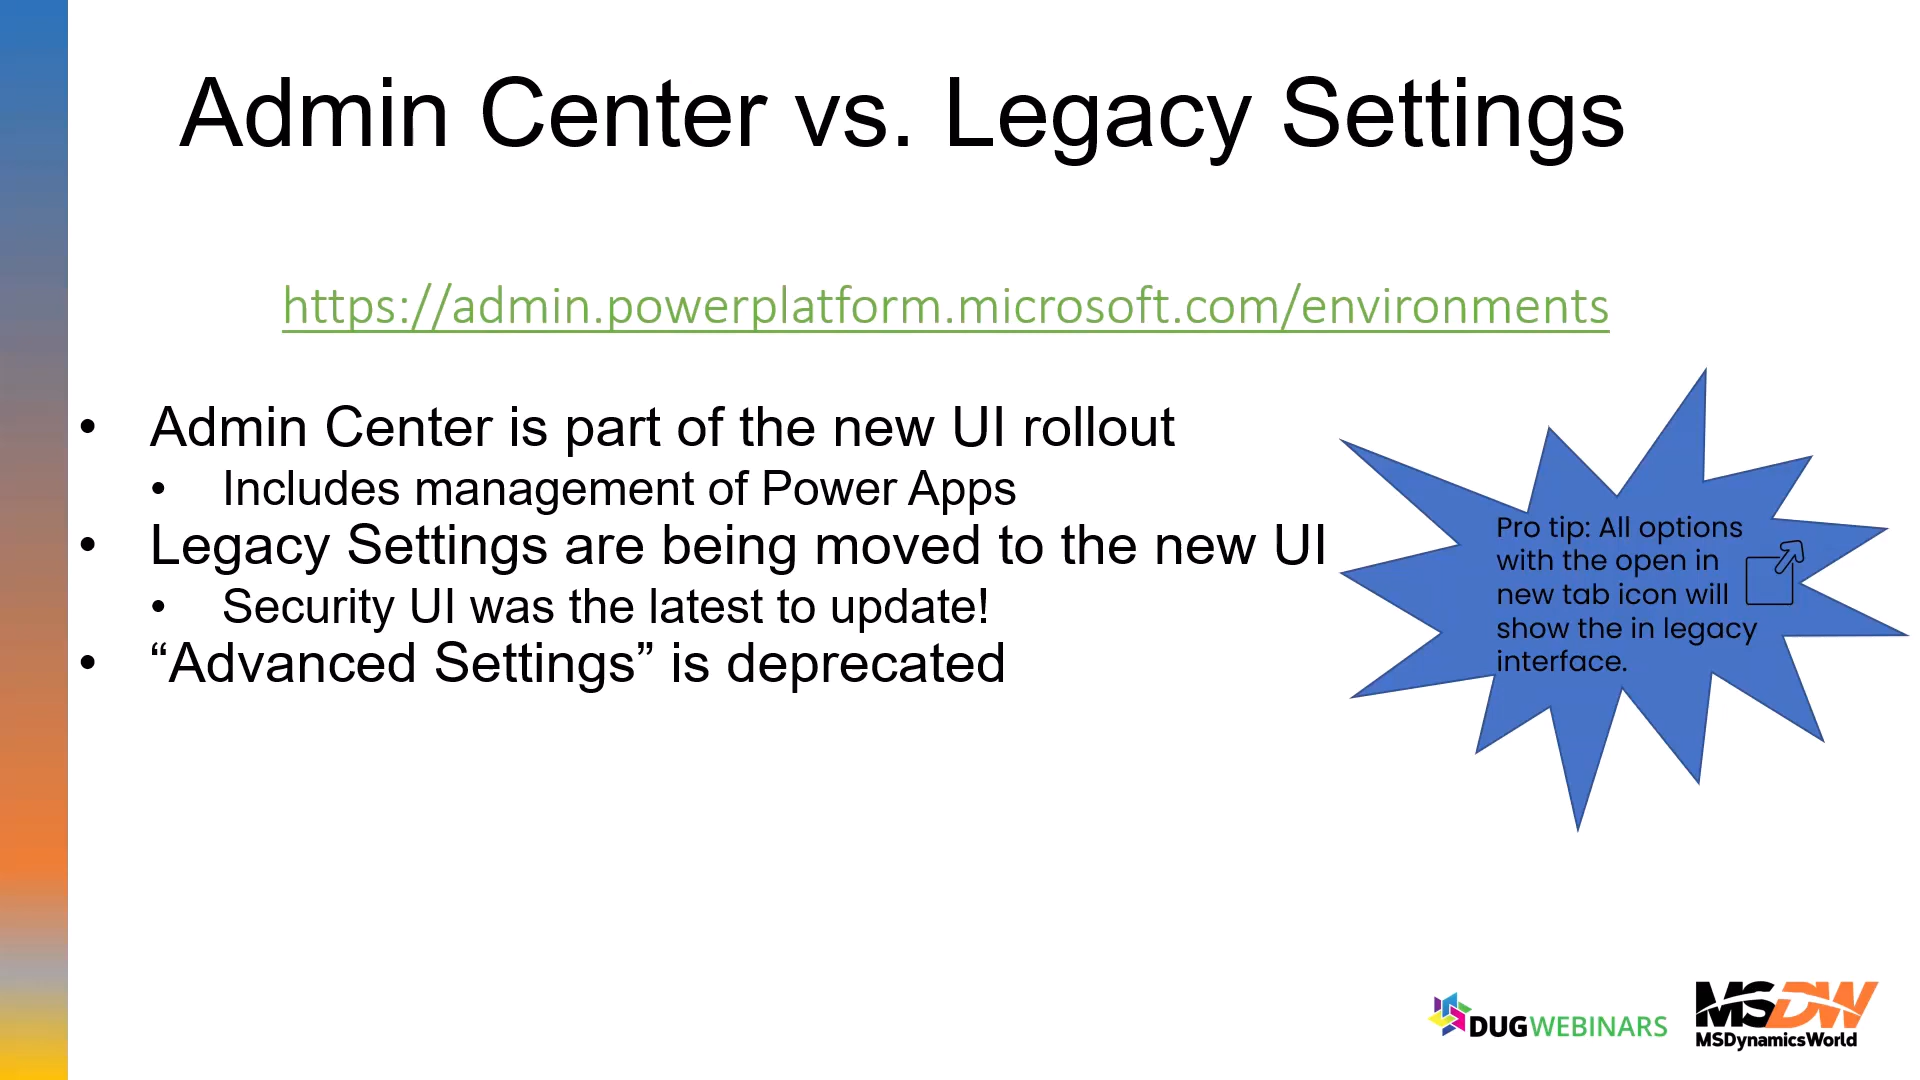 Admin Center vs. Legacy Settings
https://admin.powerplatform.microsoft.com/environments
• Admin Center is part of the new UI rollout
• Includes management of Power Apps
• Legacy Settings are being moved to the new UI
• Security UI was the latest to update!
• “Advanced Settings” is deprecated
Pro tip: All options
with the open in
new tab icon will
show the in legacy
interface.
DUGWEBINARS
MSDW
MSDynamicsWorld